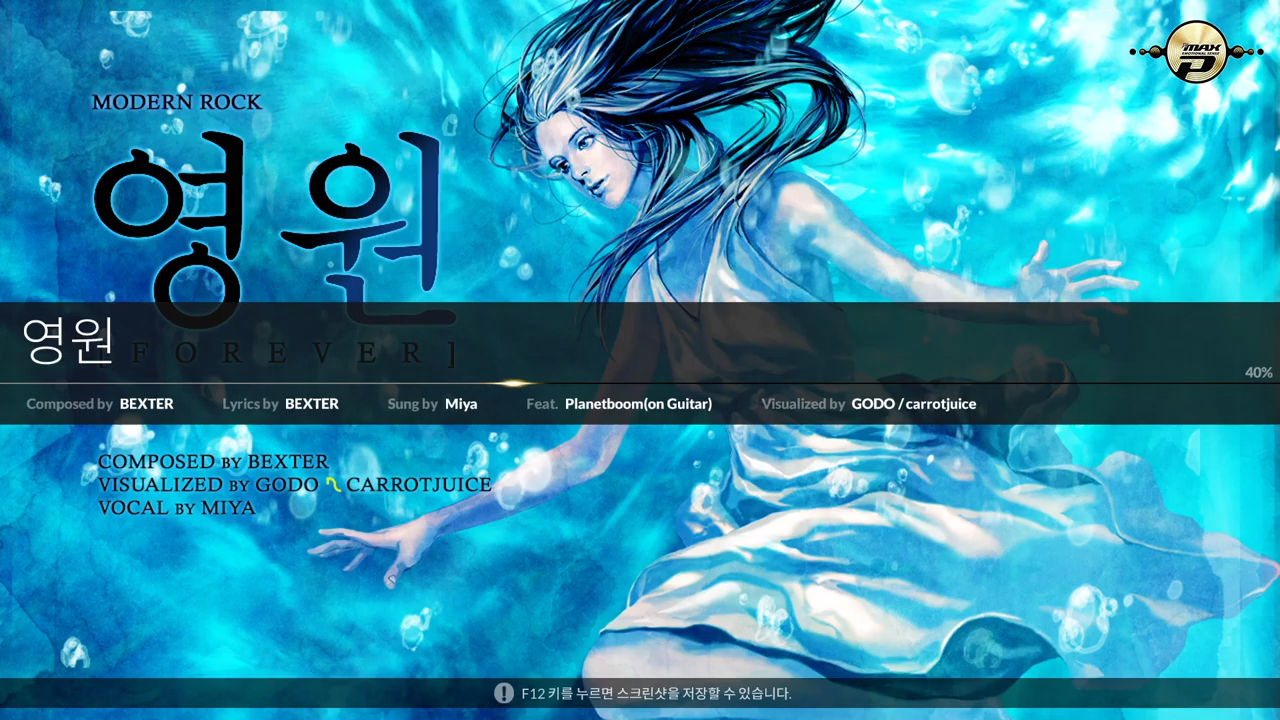 MODERN ROCK
영원
영원
[FOREVER]
40%
Composed by BEXTER Lyrics by BEXTER Sung by Miya Feat. Planetboom(on Guitar) Visualized by GODO / carrotjuice
COMPOSED BY BEXTER
VISUALIZED BY GODO CARROTJUICE
VOCAL BY MIYA
F12 키를 누르면 스크린샷을 저장할 수 있습니다.